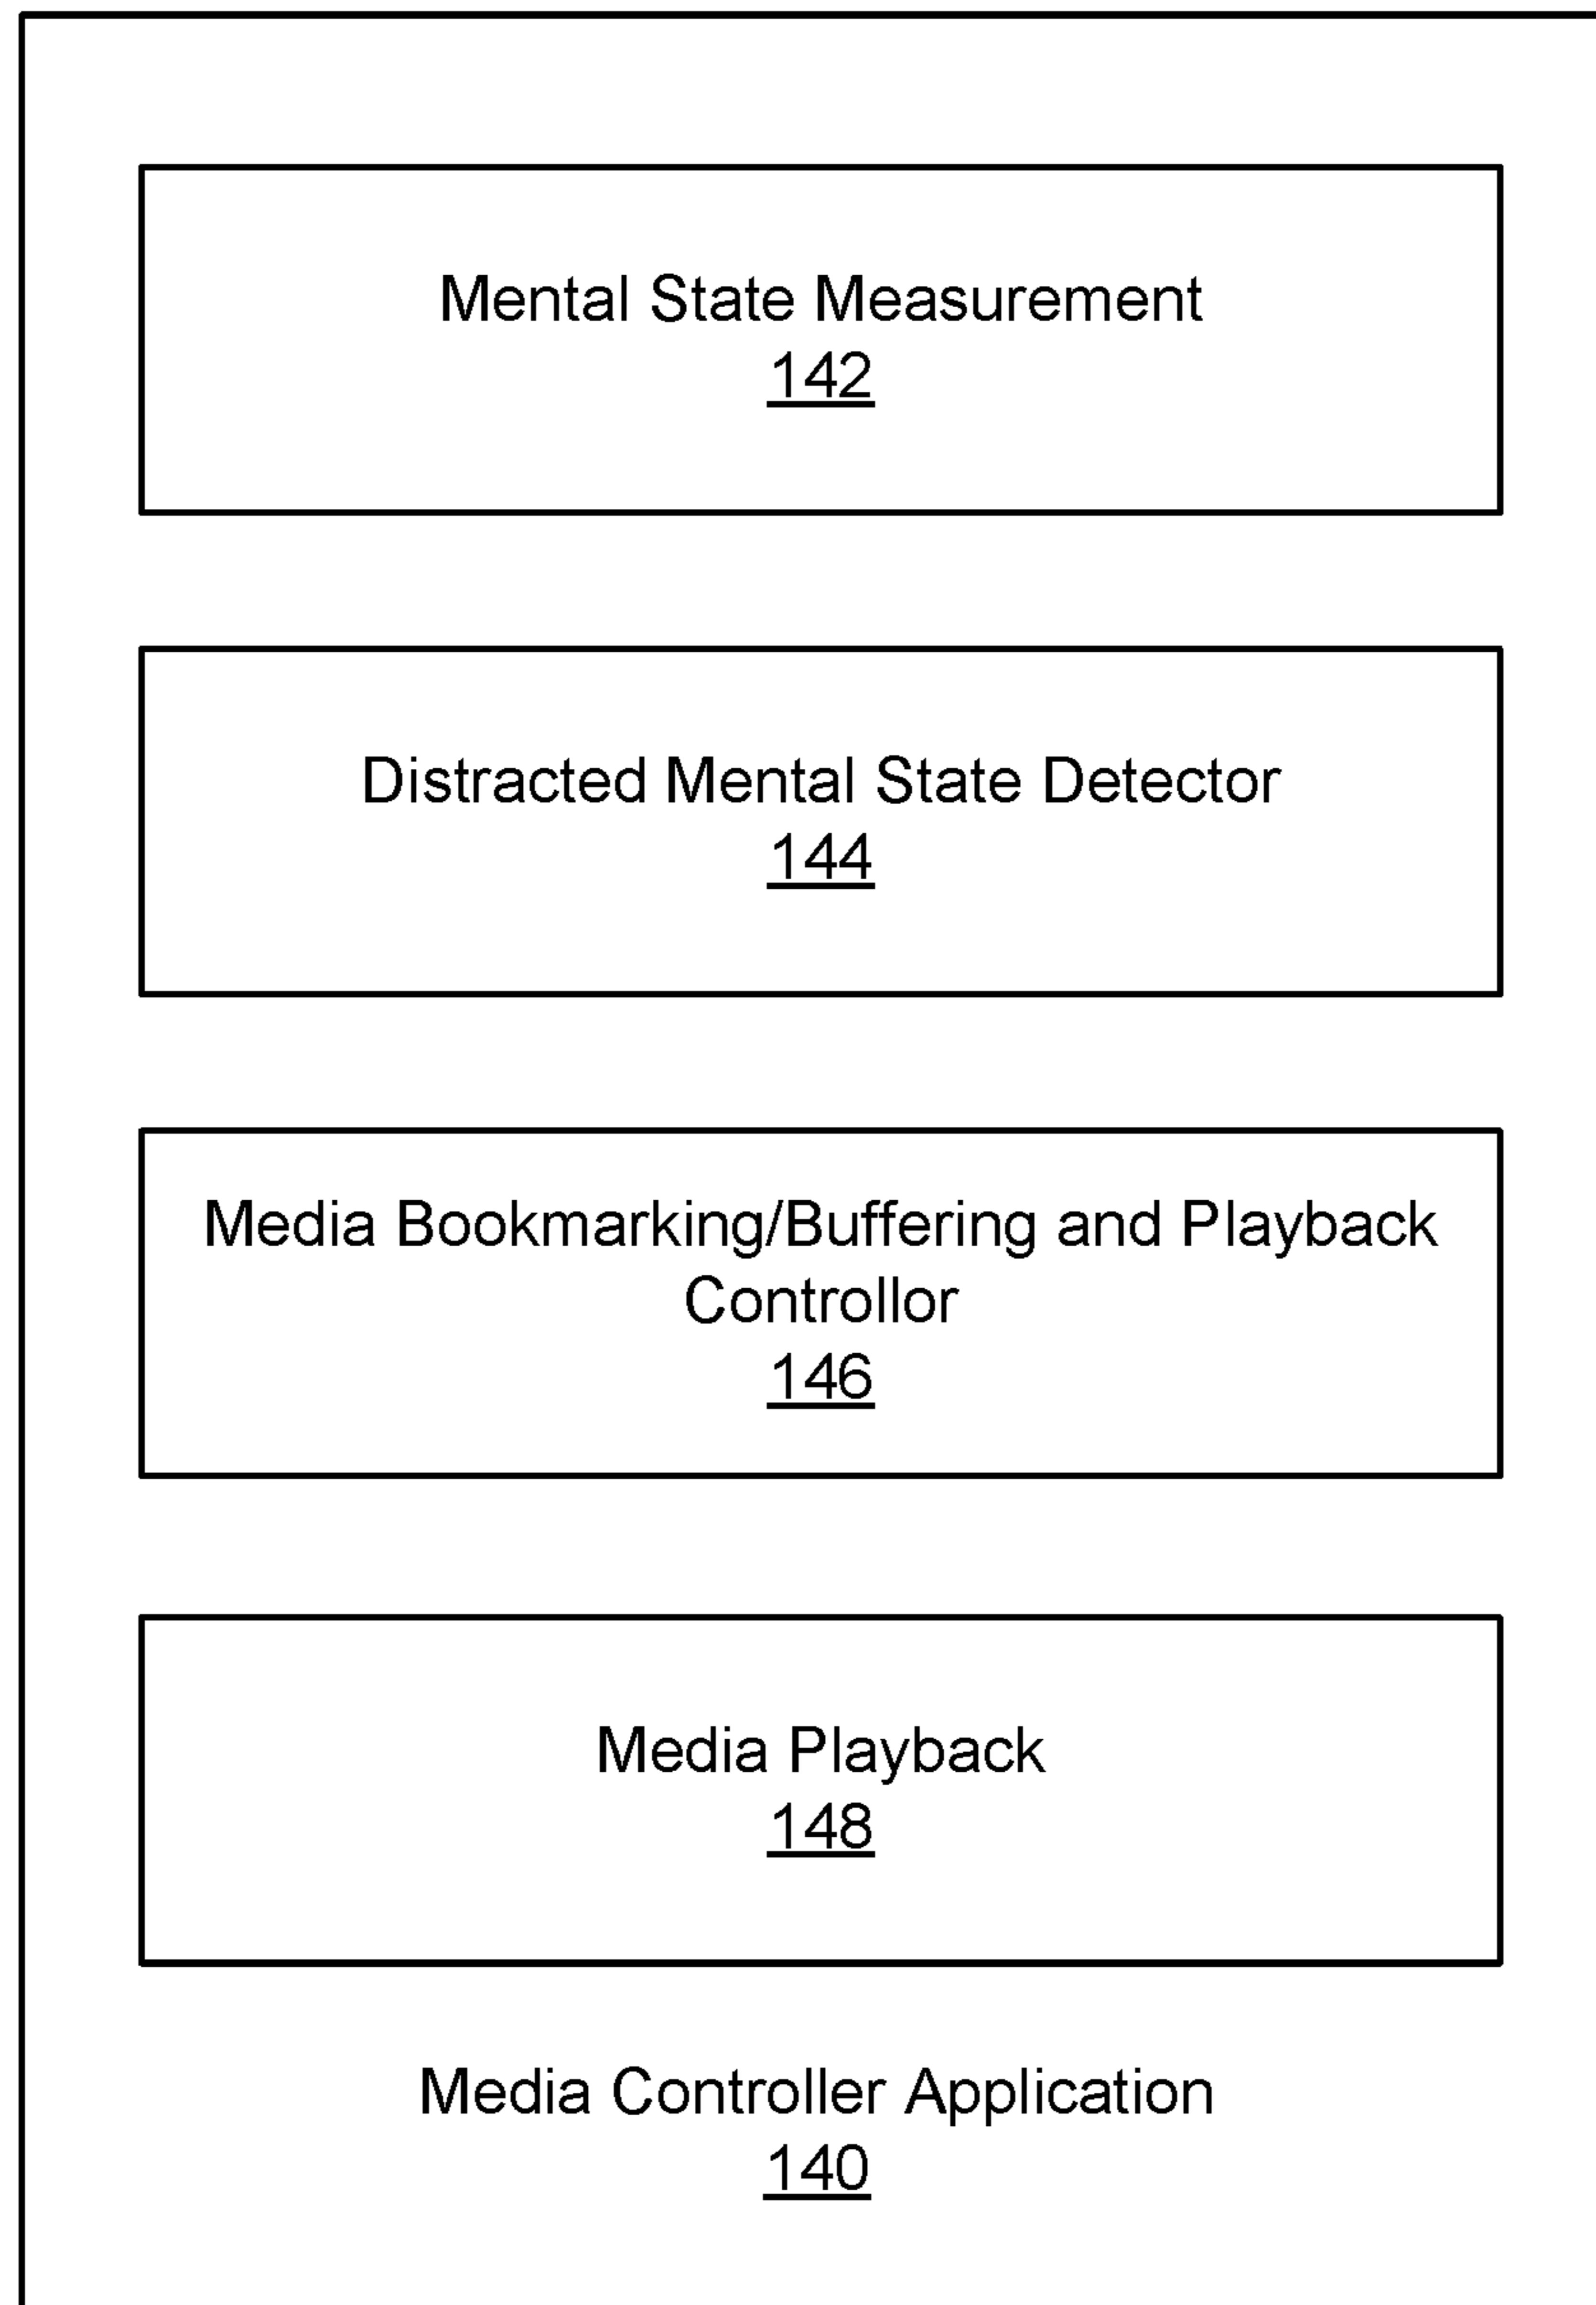 Mental State Measurement
142
Distracted Mental State Detector
144
Media Bookmarking/Buffering and Playback
Controllor
146
Media Playback
148
Media Controller Application
140